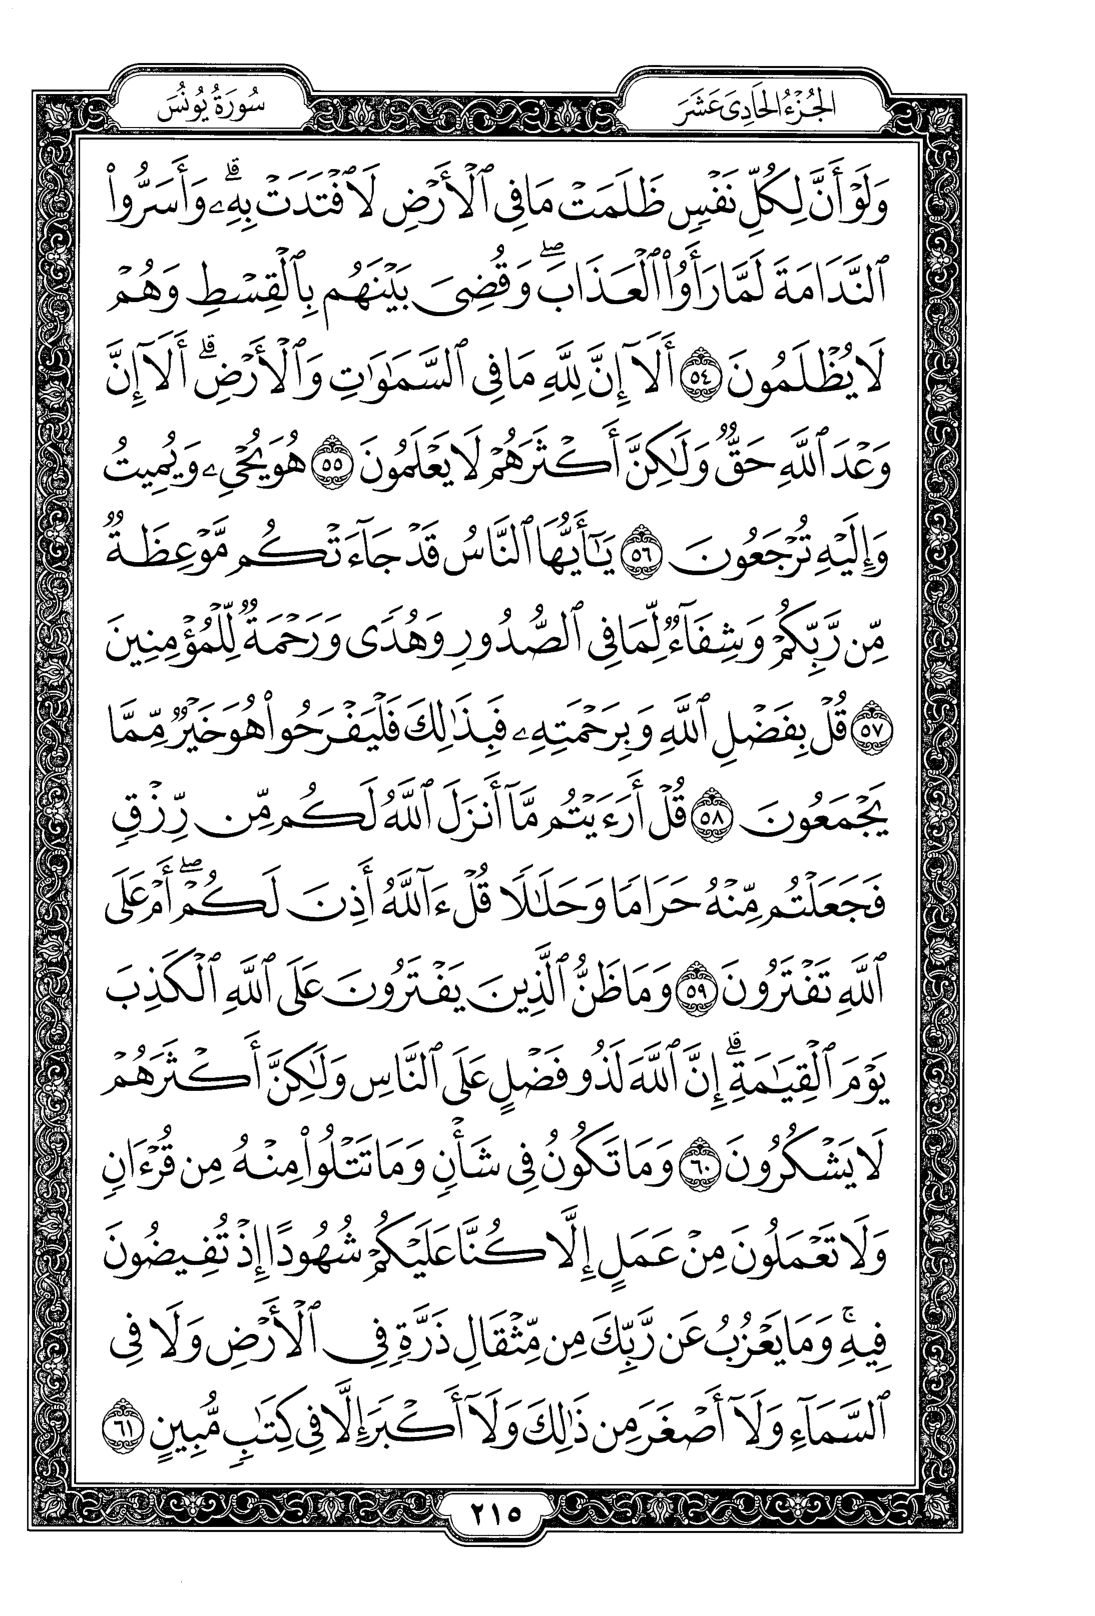 الجُزْءُ الحَادِي عَشَرَ
سُورَةُ يُونُسَ
وَلَوْ أَنَّ لِكُلِّ نَفْسٖ ظَلَمَتْ مَا فِي ٱلْأَرْضِ لَٱفْتَدَتْ بِهِۦۗ وَأَسَرُّواْ
ٱلنَّدَامَةَ لَمَّا رَأَوُاْ ٱلْعَذَابَۖ وَقُضِيَ بَيْنَهُم بِٱلْقِسْطِ وَهُمْ
لَا يُظْلَمُونَ ٥٤ أَلَآ إِنَّ لِلَّهِ مَا فِي ٱلسَّمَٰوَٰتِ وَٱلْأَرْضِۗ أَلَآ إِنَّ
وَعْدَ ٱللَّهِ حَقّٞ وَلَٰكِنَّ أَكْثَرَهُمْ لَا يَعْلَمُونَ ٥٥ هُوَ يُحْيِۦ وَيُمِيتُ
وَإِلَيْهِ تُرْجَعُونَ ٥٦ يَٰٓأَيُّهَا ٱلنَّاسُ قَدْ جَآءَتْكُم مَّوْعِظَةٞ
مِّن رَّبِّكُمْ وَشِفَآءٞ لِّمَا فِي ٱلصُّدُورِ وَهُدٗى وَرَحْمَةٞ لِّلْمُؤْمِنِينَ
٥٧ قُلْ بِفَضْلِ ٱللَّهِ وَبِرَحْمَتِهِۦ فَبِذَٰلِكَ فَلْيَفْرَحُواْ هُوَ خَيْرٞ مِّمَّا
يَجْمَعُونَ ٥٨ قُلْ أَرَءَيْتُم مَّآ أَنزَلَ ٱللَّهُ لَكُم مِّن رِّزْقٖ
فَجَعَلْتُم مِّنْهُ حَرَامٗا وَحَلَٰلٗا قُلْ ءَآللَّهُ أَذِنَ لَكُمْۖ أَمْ عَلَى
ٱللَّهِ تَفْتَرُونَ ٥٩ وَمَا ظَنُّ ٱلَّذِينَ يَفْتَرُونَ عَلَى ٱللَّهِ ٱلْكَذِبَ
يَوْمَ ٱلْقِيَٰمَةِۗ إِنَّ ٱللَّهَ لَذُو فَضْلٍ عَلَى ٱلنَّاسِ وَلَٰكِنَّ أَكْثَرَهُمْ
لَا يَشْكُرُونَ ٦٠ وَمَا تَكُونُ فِي شَأْنٖ وَمَا تَتْلُواْ مِنْهُ مِن قُرْءَانٖ
وَلَا تَعْمَلُونَ مِنْ عَمَلٍ إِلَّا كُنَّا عَلَيْكُمْ شُهُودًا إِذْ تُفِيضُونَ
فِيهِۚ وَمَا يَعْزُبُ عَن رَّبِّكَ مِن مِّثْقَالِ ذَرَّةٖ فِي ٱلْأَرْضِ وَلَا فِي
ٱلسَّمَآءِ وَلَآ أَصْغَرَ مِن ذَٰلِكَ وَلَآ أَكْبَرَ إِلَّا فِي كِتَٰبٖ مُّبِينٍ ٦١
٢١٥